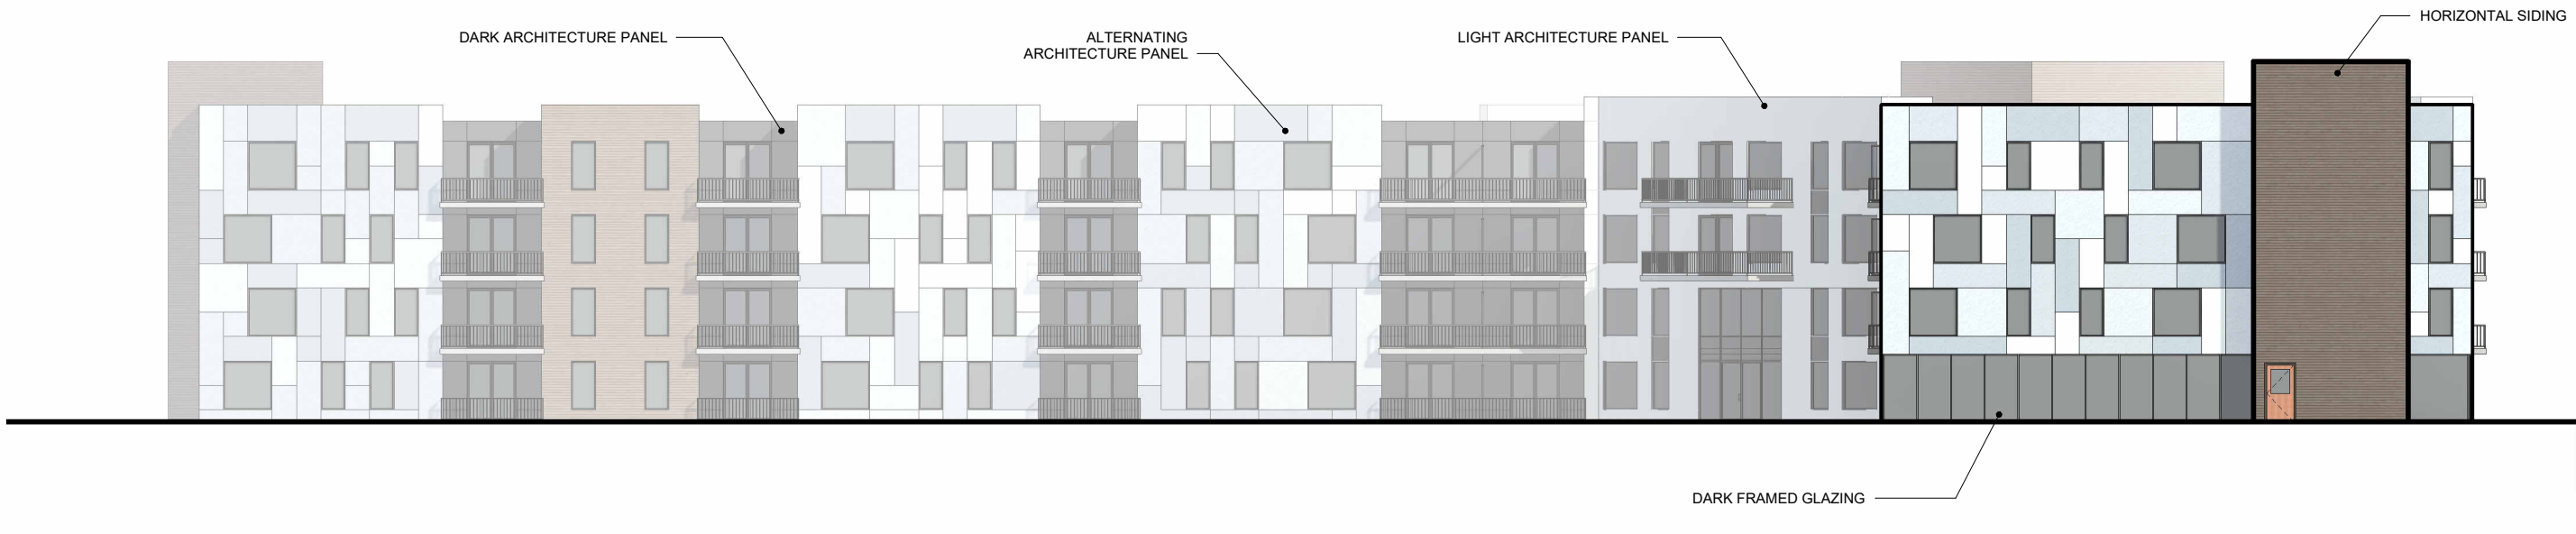 HORIZONTAL SIDING
DARK ARCHITECTURE PANEL
ALTERNATING
ARCHITECTURE PANEL
LIGHT ARCHITECTURE PANEL
DARK FRAMED GLAZING